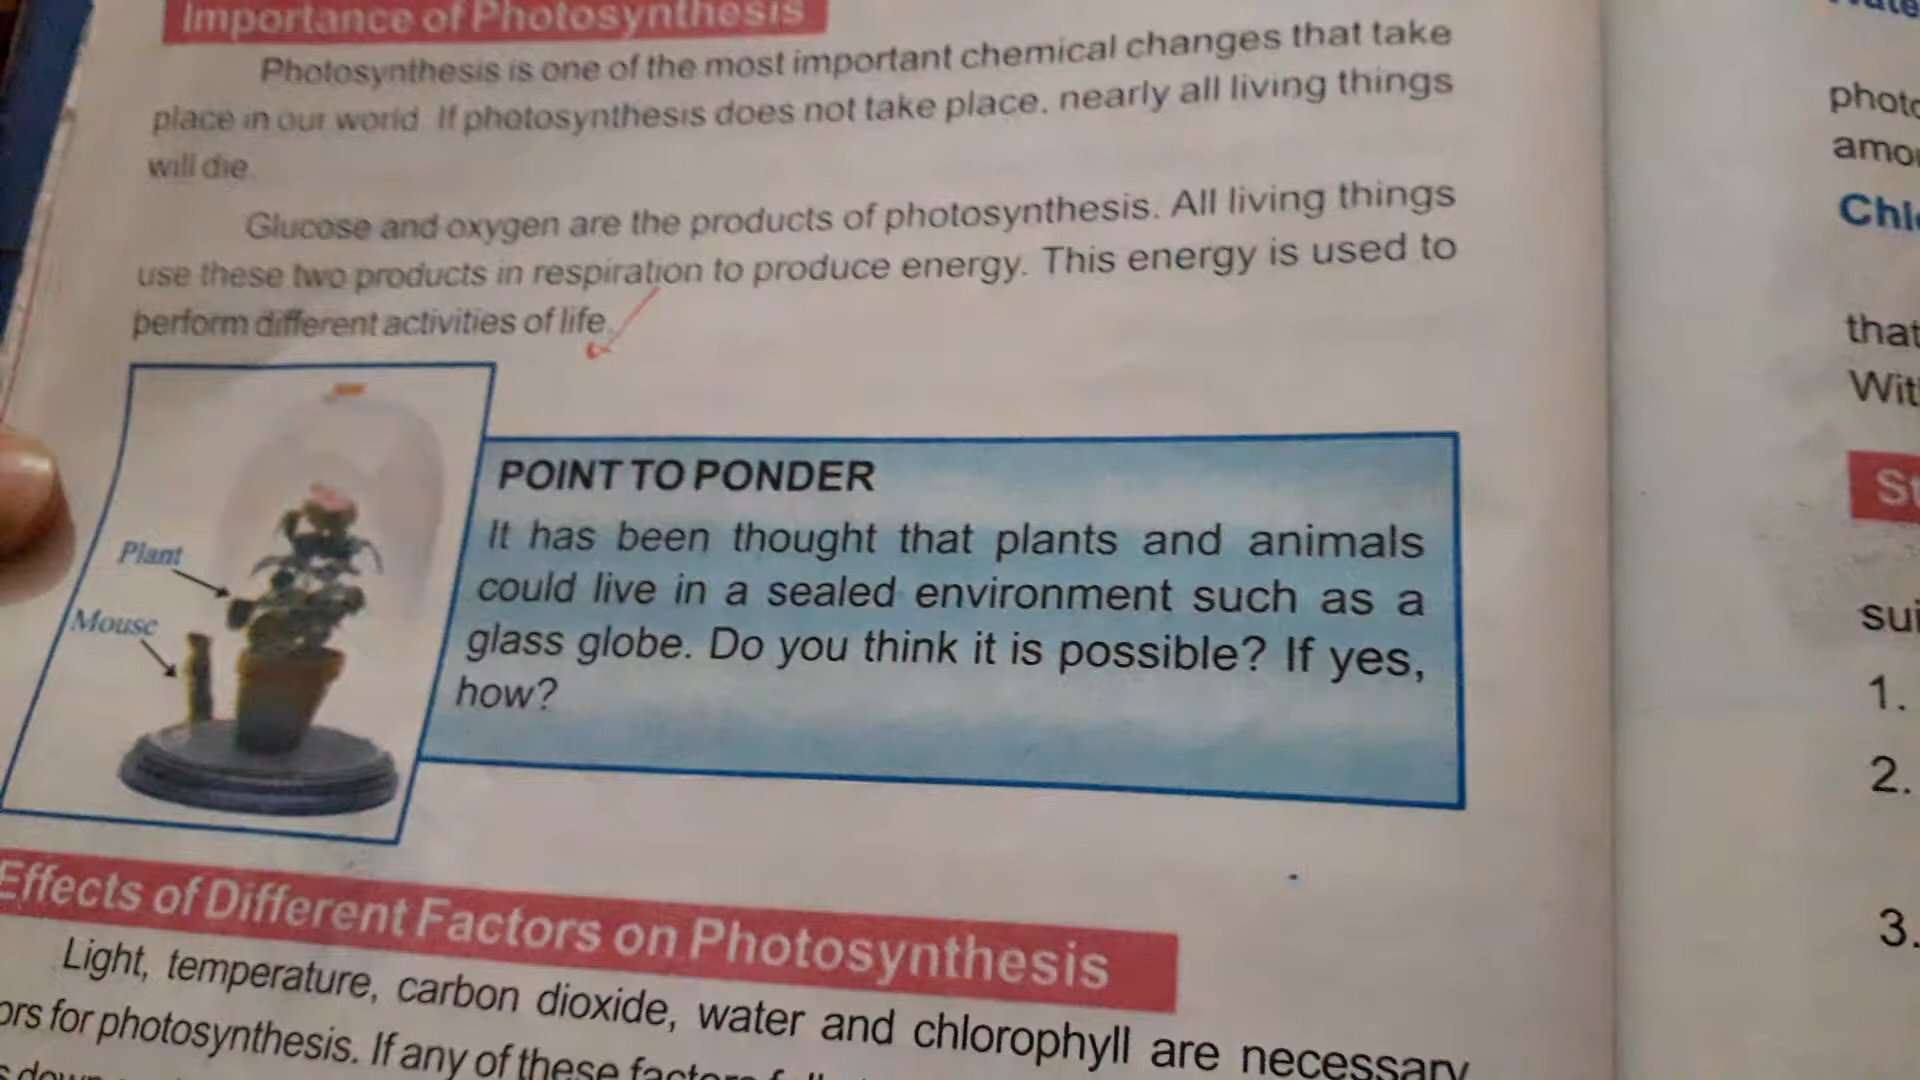 Importance of Photosynthesis
Photosynthesis is one of the most important chemical changes that take
place in our world. If photosynthesis does not take place, nearly all living things
will die.
Glucose and oxygen are the products of photosynthesis. All living things
use these two products in respiration to produce energy. This energy is used to
perform different activities of life.
Plant
Mouse
POINT TO PONDER
It has been thought that plants and animals
could live in a sealed environment such as a
glass globe. Do you think it is possible? If yes,
how?
Effects of Different Factors on Photosynthesis
Light, temperature, carbon dioxide, water and chlorophyll are necessary
ors for photosynthesis. If any of these
photo
amo
Chl
that
Wit
St
sui
1.
2.
3.